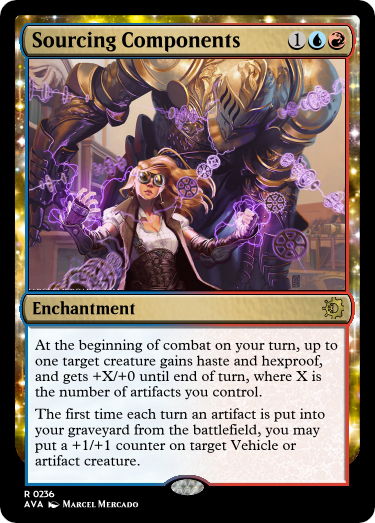 Sourcing Components 1
Enchantment
At the beginning of combat on your turn, up to
one target creature gains haste and hexproof,
and gets +X/+0 until end of turn, where X is
the number of artifacts you control.
The first time each turn an artifact is put into
your graveyard from the battlefield, you may
put a +1/+1 counter on target Vehicle or
artifact creature.
R 0236
AVA Marcel Mercado